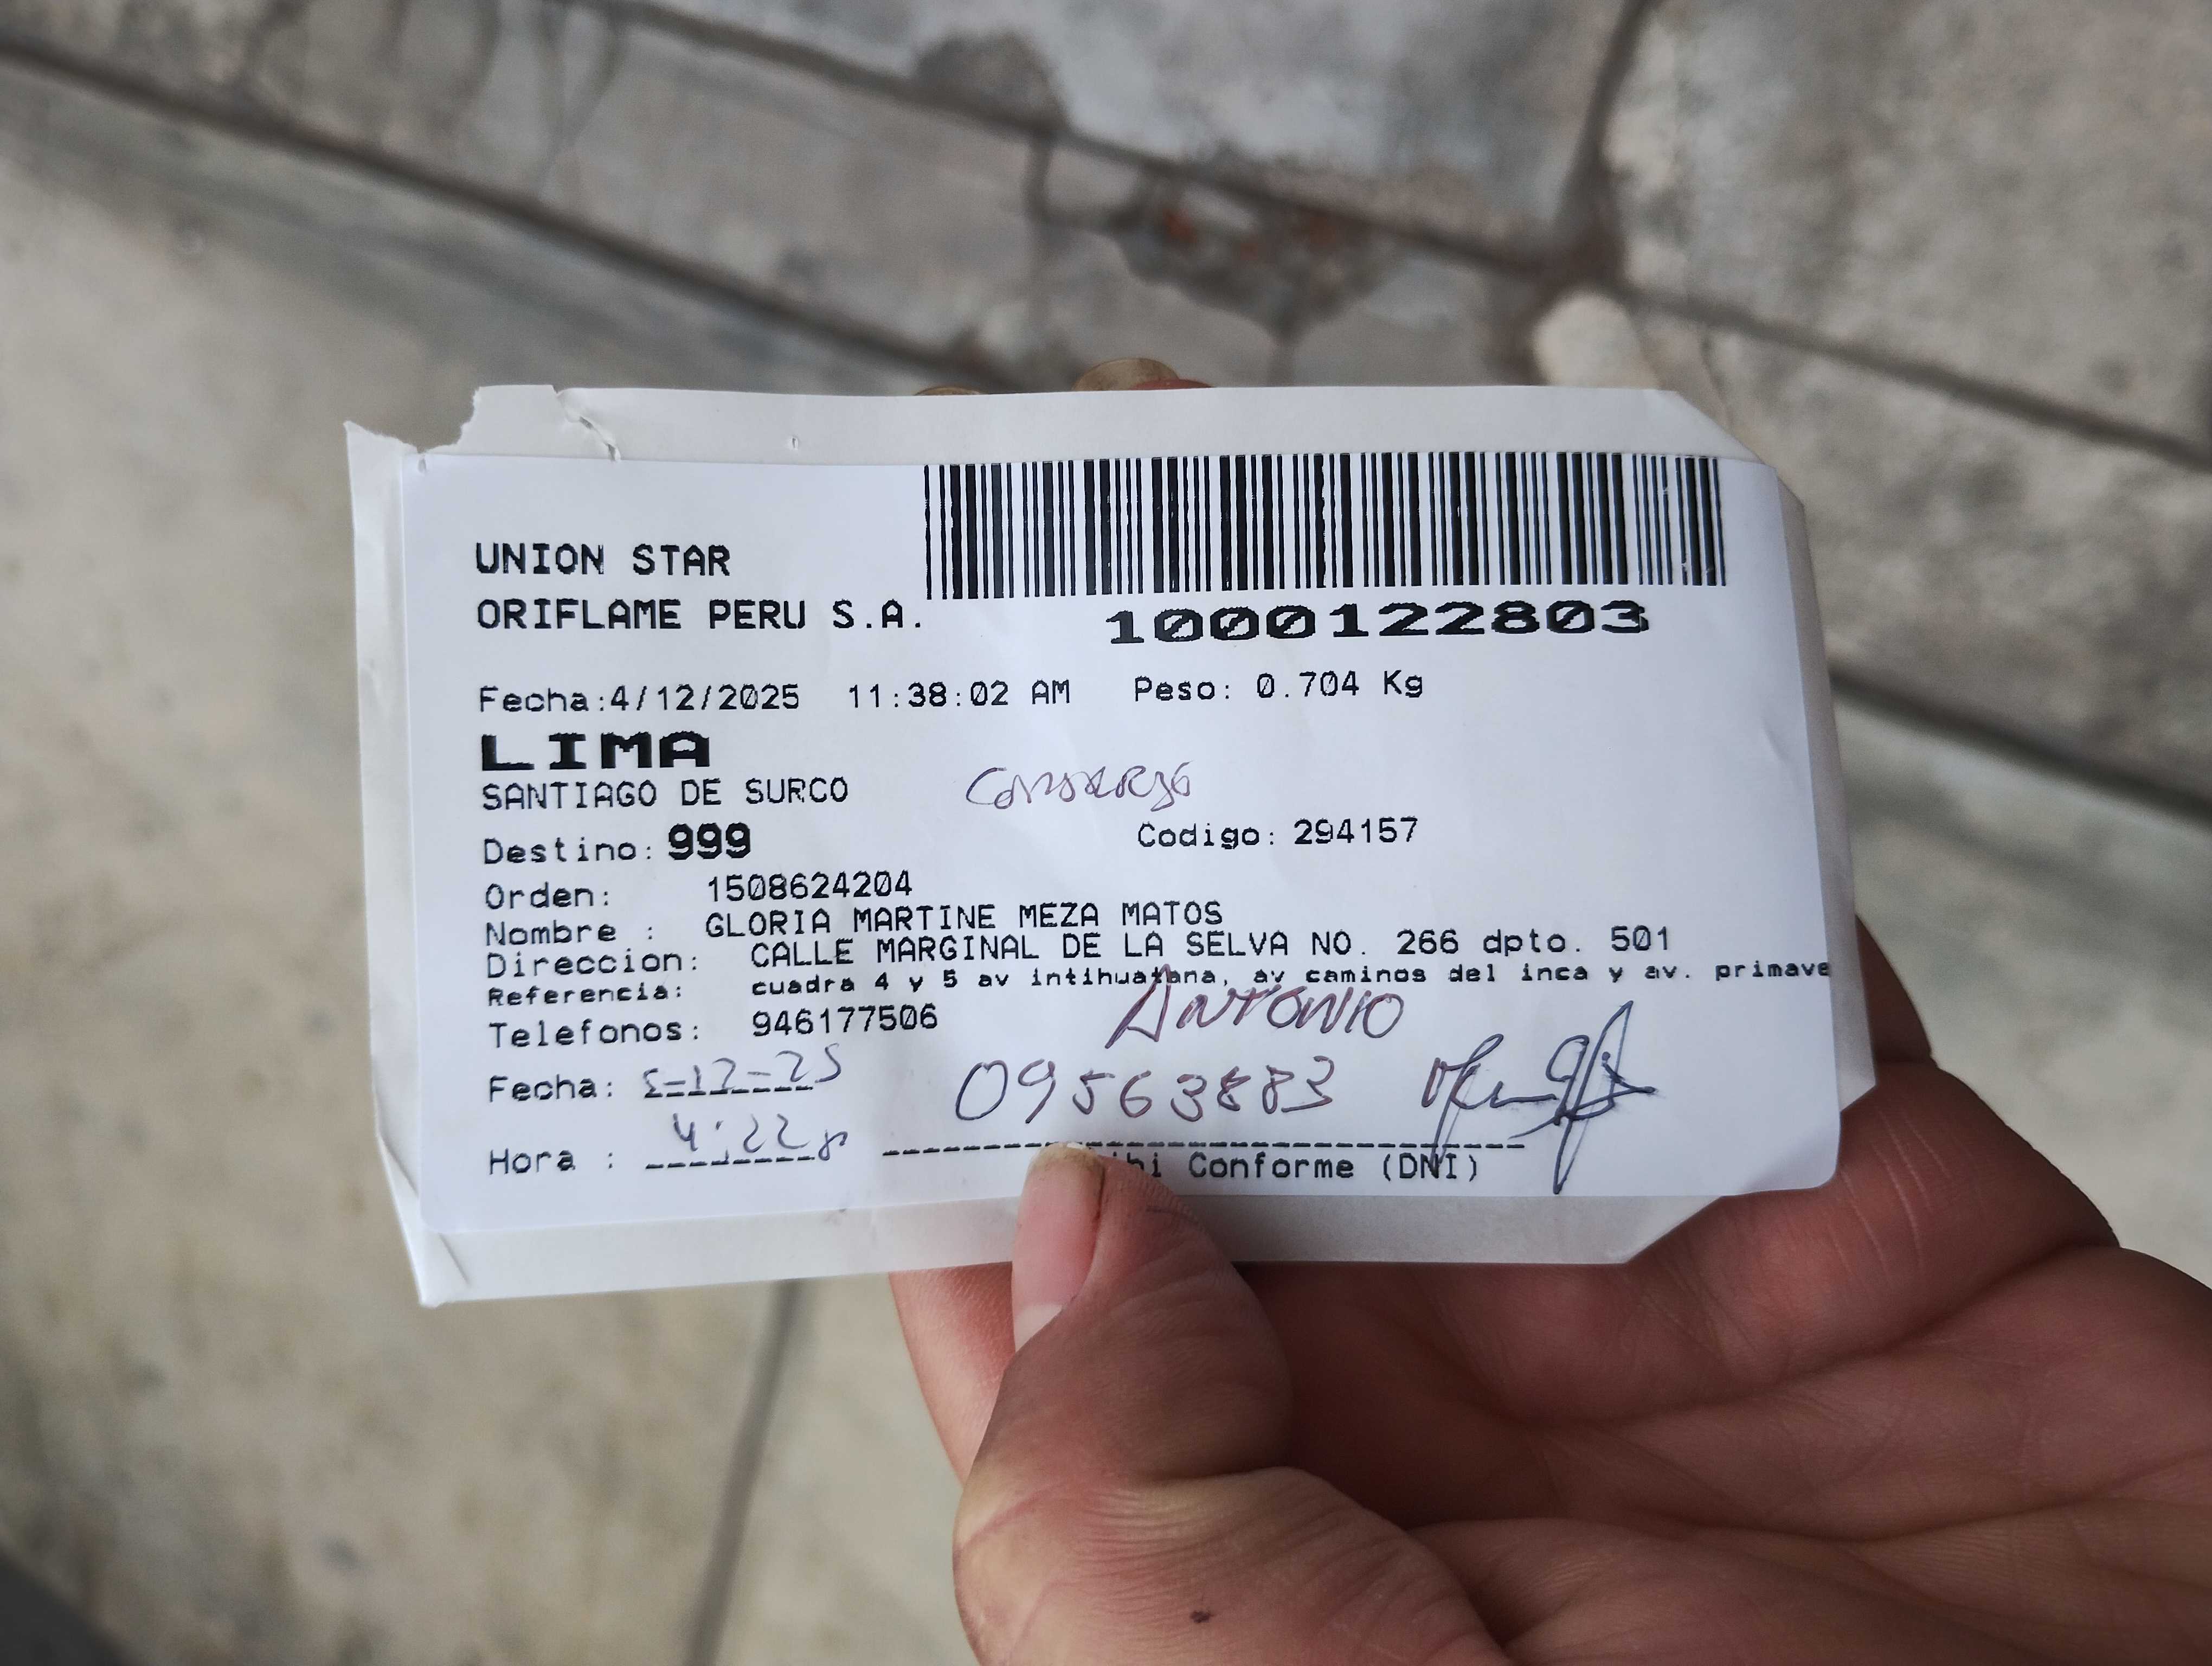 UNION STAR
ORIFLAME PERU S.A.
1000122803
Fecha:4/12/2025 11:38:02 AM Peso: 0.704 Kg
LIMA
SANTIAGO DE SURCO
Destino: 999 Codigo: 294157
Orden: 1508624204
Nombre : GLORIA MARTINE MEZA MATOS
Direccion: CALLE MARGINAL DE LA SELVA NO. 266 dpto. 501
Referencia: cuadra 4 y 5 av intihuatana, av caminos del inca y av. primave
ANTONIO
Telefonos: 946177506
Fecha: 5-12-25 09563883
Hora : 4:22 p
Conforme (DNI)